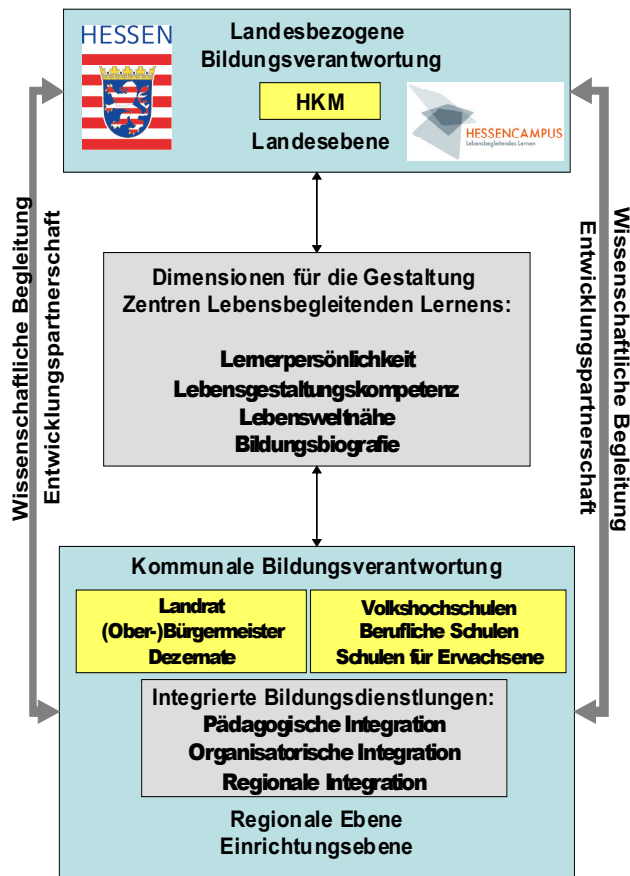 HESSEN
Landesbezogene
Bildungsverantwortung
HKM
Landesebene
HESSENCAMPUS
Lebensbegleitendes Lernen
Wissenschaftliche Begleitung
Entwicklungspartnerschaft
Dimensionen für die Gestaltung
Zentren Lebensbegleitenden Lernens:
Lernerpersönlichkeit
Lebensgestaltungskompetenz
Lebensweltnähe
Bildungsbiografie
Wissenschaftliche Begleitung
Entwicklungspartnerschaft
Kommunale Bildungsverantwortung
Landrat
(Ober-)Bürgermeister
Dezernate
Volkshochschulen
Berufliche Schulen
Schulen für Erwachsene
Integrierte Bildungsdienstlungen:
Pädagogische Integration
Organisatorische Integration
Regionale Integration
Regionale Ebene
Einrichtungsebene